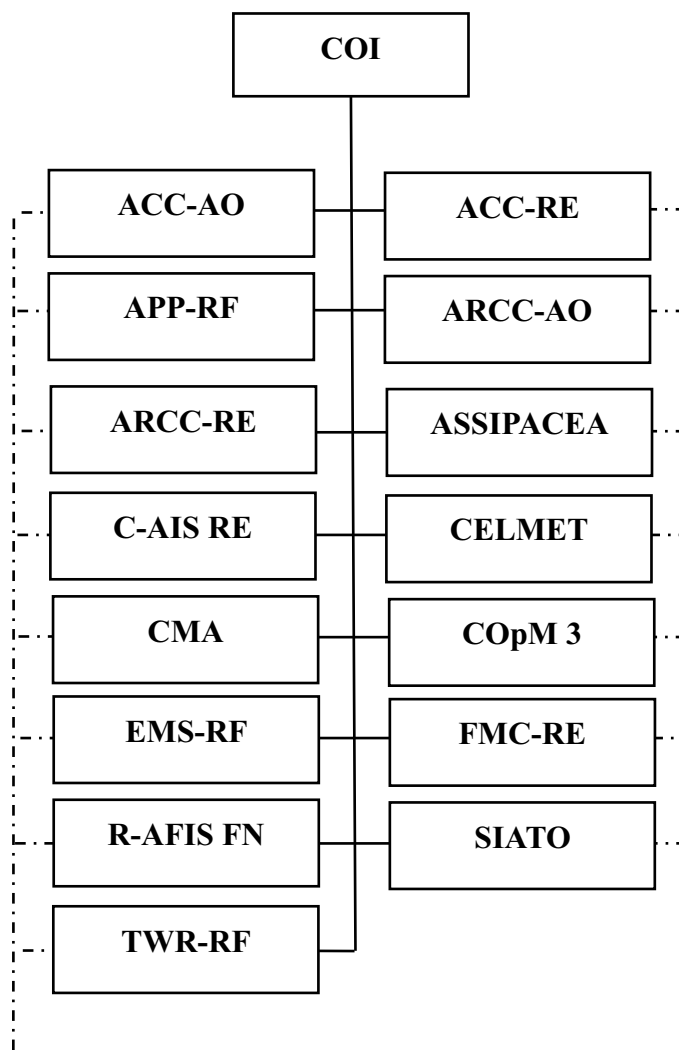 COI
ACC-AO
ACC-RE
APP-RF
ARCC-AO
ARCC-RE
ASSIPACEA
C-AIS RE
CELMET
CMA
COpM 3
EMS-RF
FMC-RE
R-AFIS FN
SIATO
TWR-RF